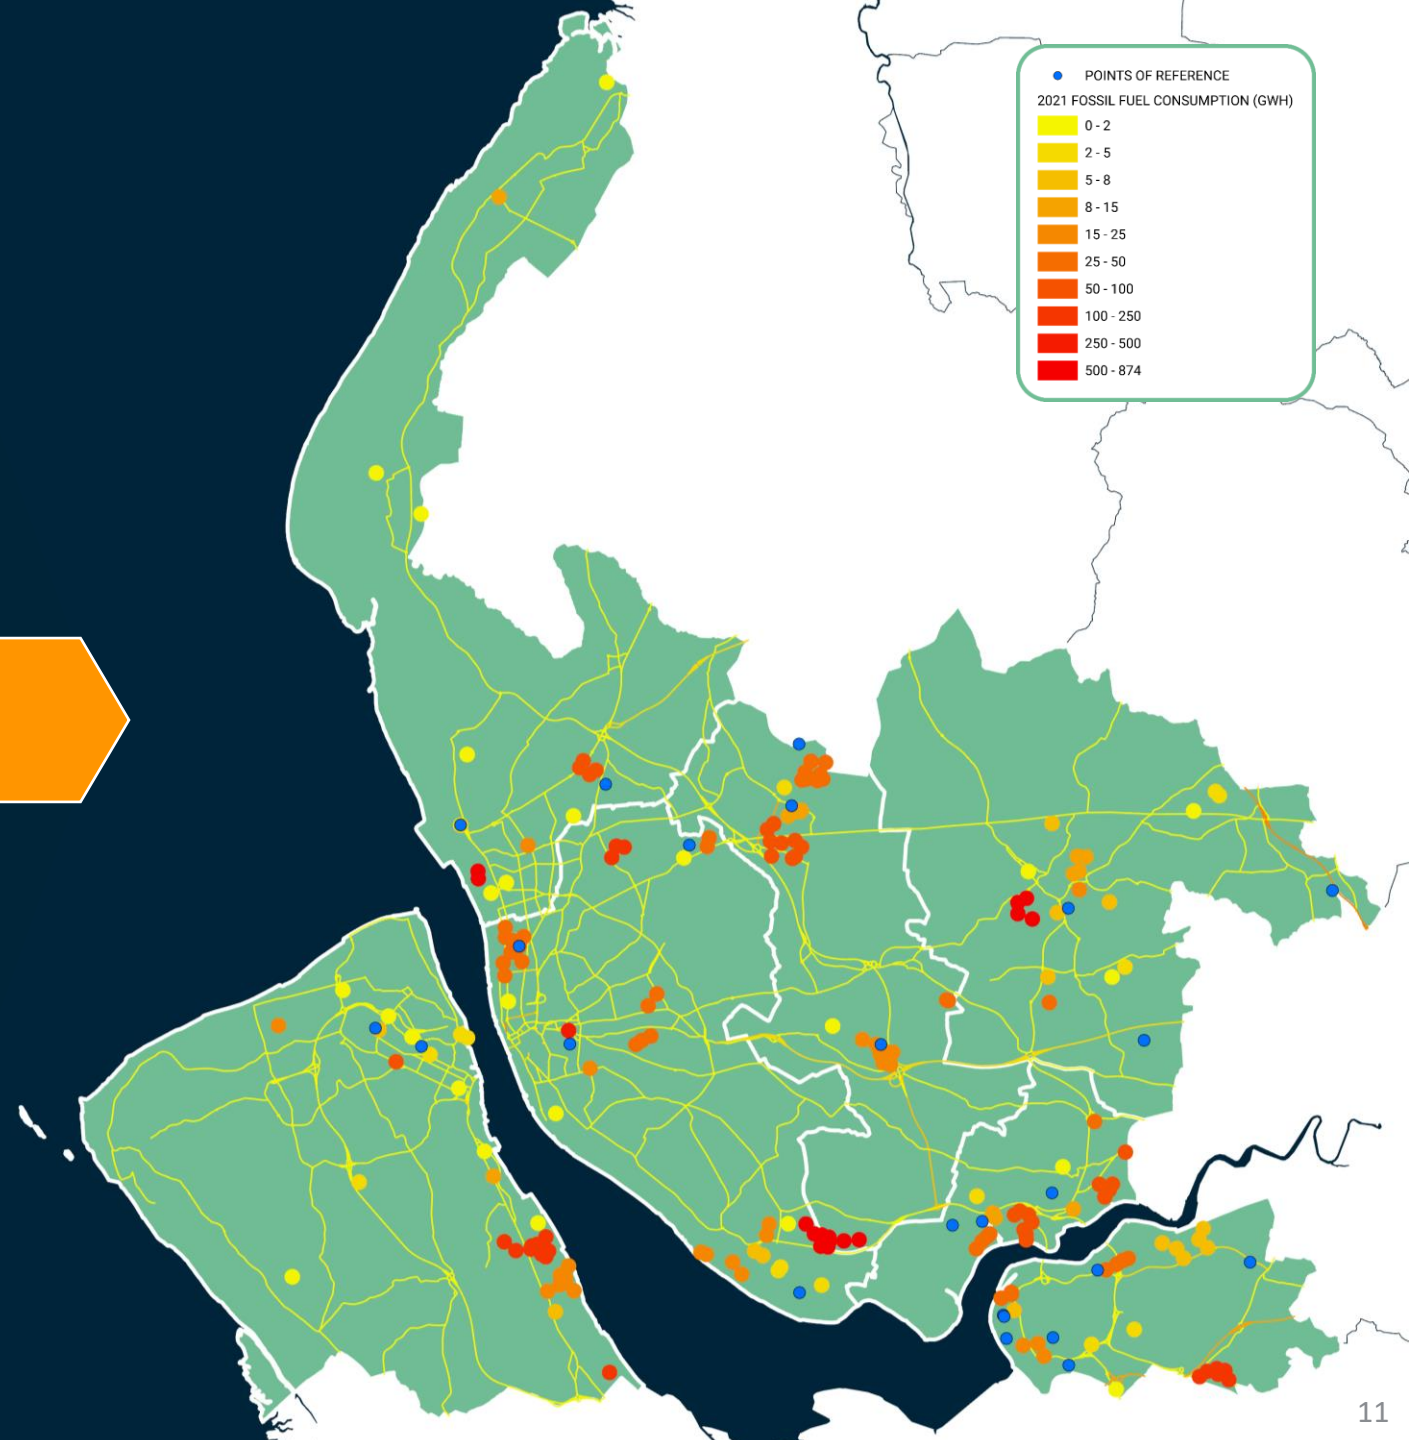 POINTS OF REFERENCE
2021 FOSSIL FUEL CONSUMPTION (GWH)
0 - 2
2 - 5
5 - 8
8 - 15
15 - 25
25 - 50
50 - 100
100 - 250
250 - 500
500 - 874
11